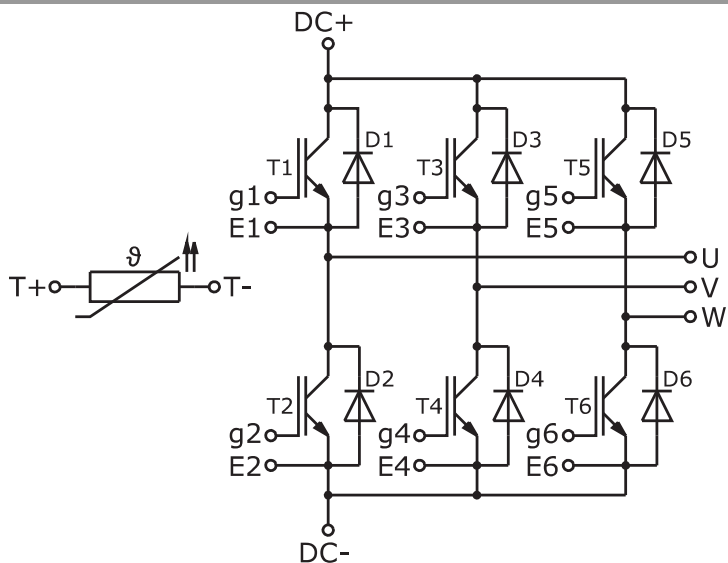 DC+
T1 D1 T3 D3 T5 D5
g1 g3 g5
E1 E3 E5
ϑ
U
T+ T-
V
W
T2 D2 T4 D4 T6 D6
g2 g4 g6
E2 E4 E6
DC-